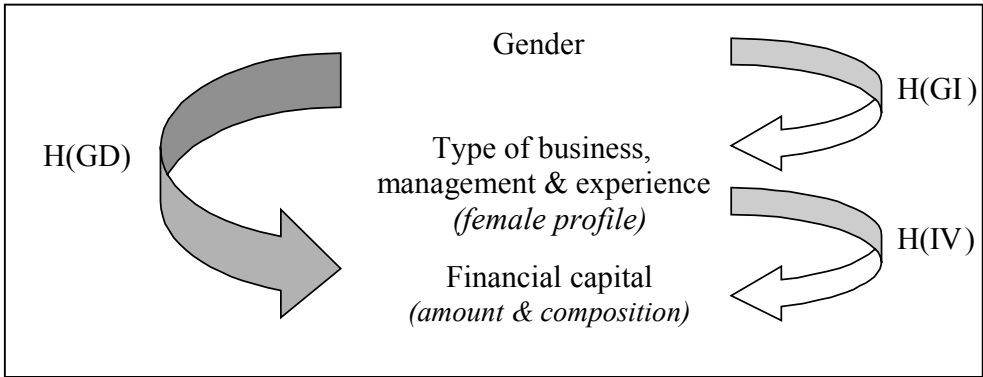 Gender
H(GI)
H(GD)
Type of business,
management & experience
(female profile)
H(IV)
Financial capital
(amount & composition)